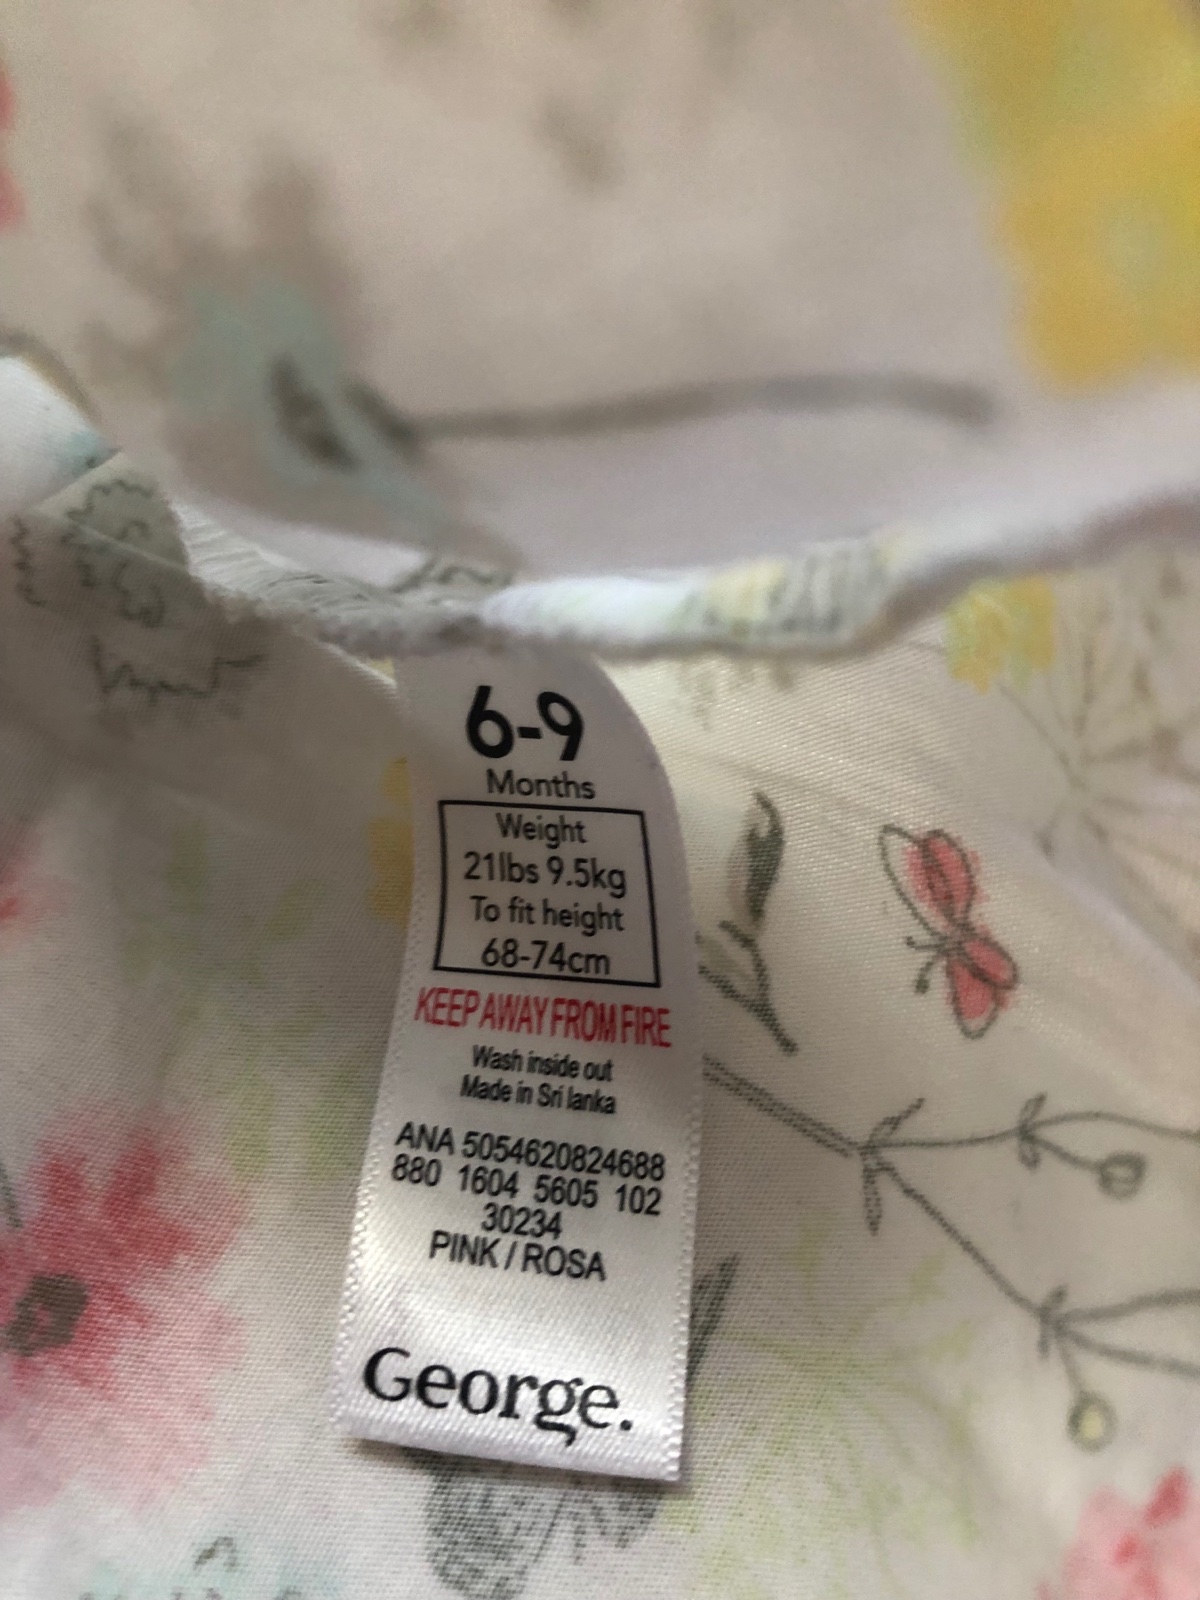 6-9
Months
Weight
21lbs 9.5kg
To fit height
68-74cm
KEEP AWAY FROM FIRE
Wash inside out
Made in Sri lanka
ANA 5054620824688
880 1604 5605 102
30234
PINK / ROSA
George.